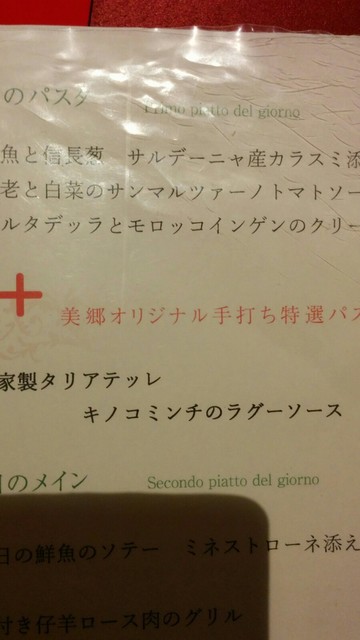 のパスタ Primo piatto del giorno
魚と信長葱 サルデーニャ産カラスミ添
老と白菜のサンマルツァーノトマトソー
ルタデッラとモロッコインゲンのクリー
+
美郷オリジナル手打ち特選パス
家製タリアテッレ
キノコミンチのラグーソース
のメイン Secondo piatto del giorno
日の鮮魚のソテー ミネストローネ添え
付き仔羊ロース肉のグリル